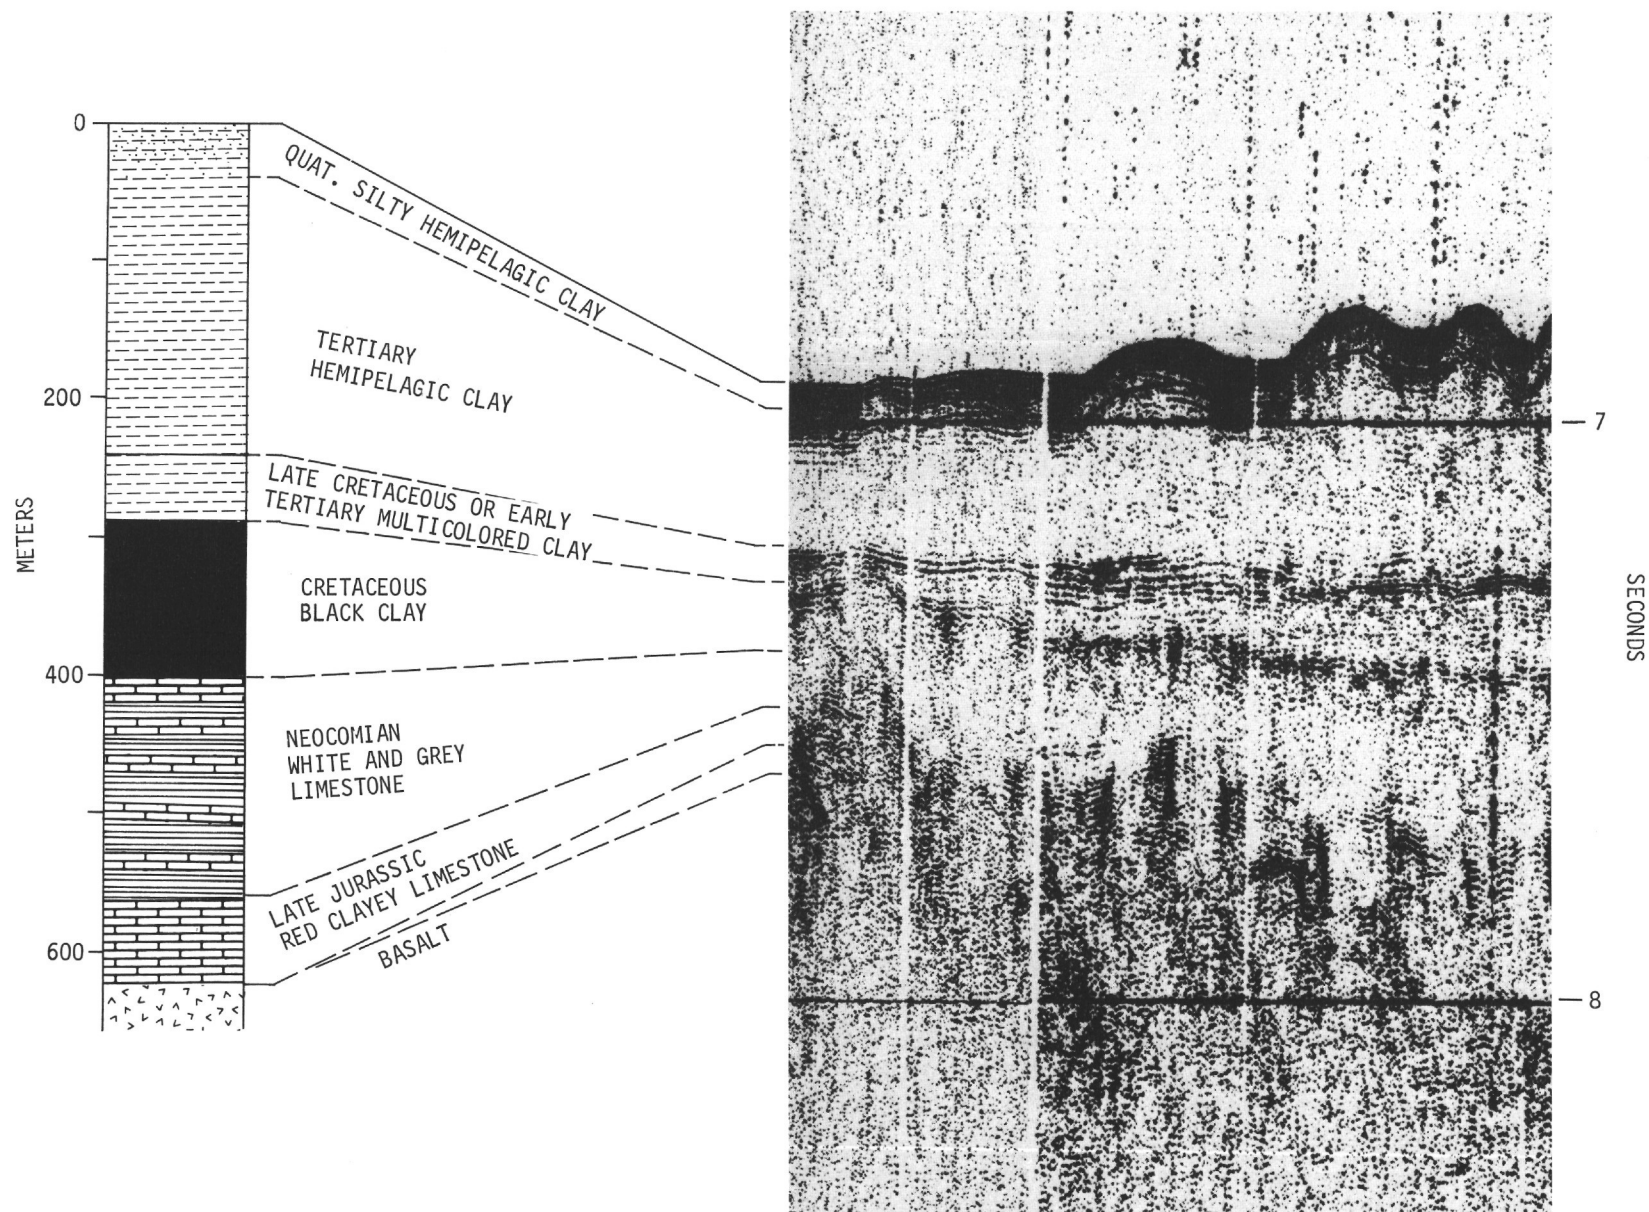 0
200
400
600
METERS
QUAT. SILTY HEMIPELAGIC CLAY
TERTIARY
HEMIPELAGIC CLAY
LATE CRETACEOUS OR EARLY
TERTIARY MULTICOLORED CLAY
CRETACEOUS
BLACK CLAY
NEOCOMIAN
WHITE AND GREY
LIMESTONE
LATE JURASSIC
RED CLAYEY LIMESTONE
BASALT
7
8
SECONDS